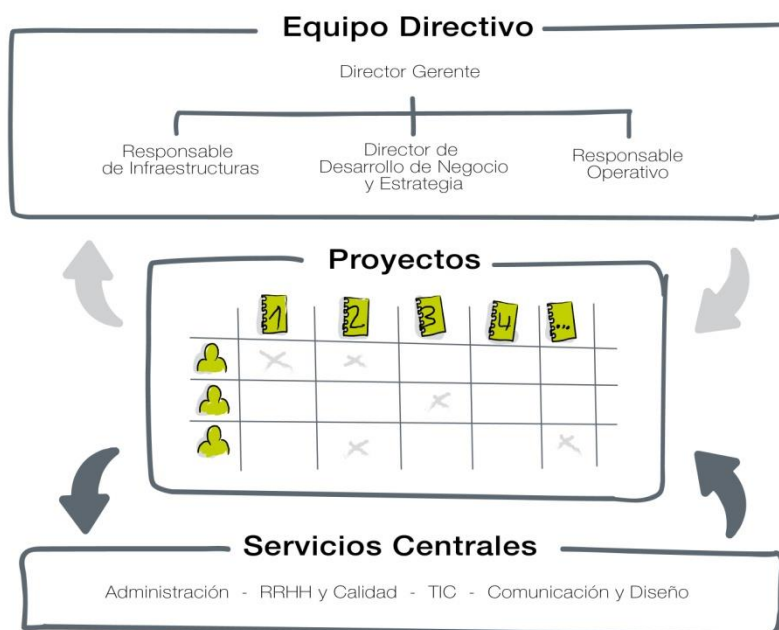 Equipo Directivo
Director Gerente
Responsable
de Infraestructuras
Director de
Desarrollo de Negocio
y Estrategia
Responsable
Operativo
Proyectos
1 2 3 4 ...
Servicios Centrales
Administración - RRHH y Calidad - TIC - Comunicación y Diseño